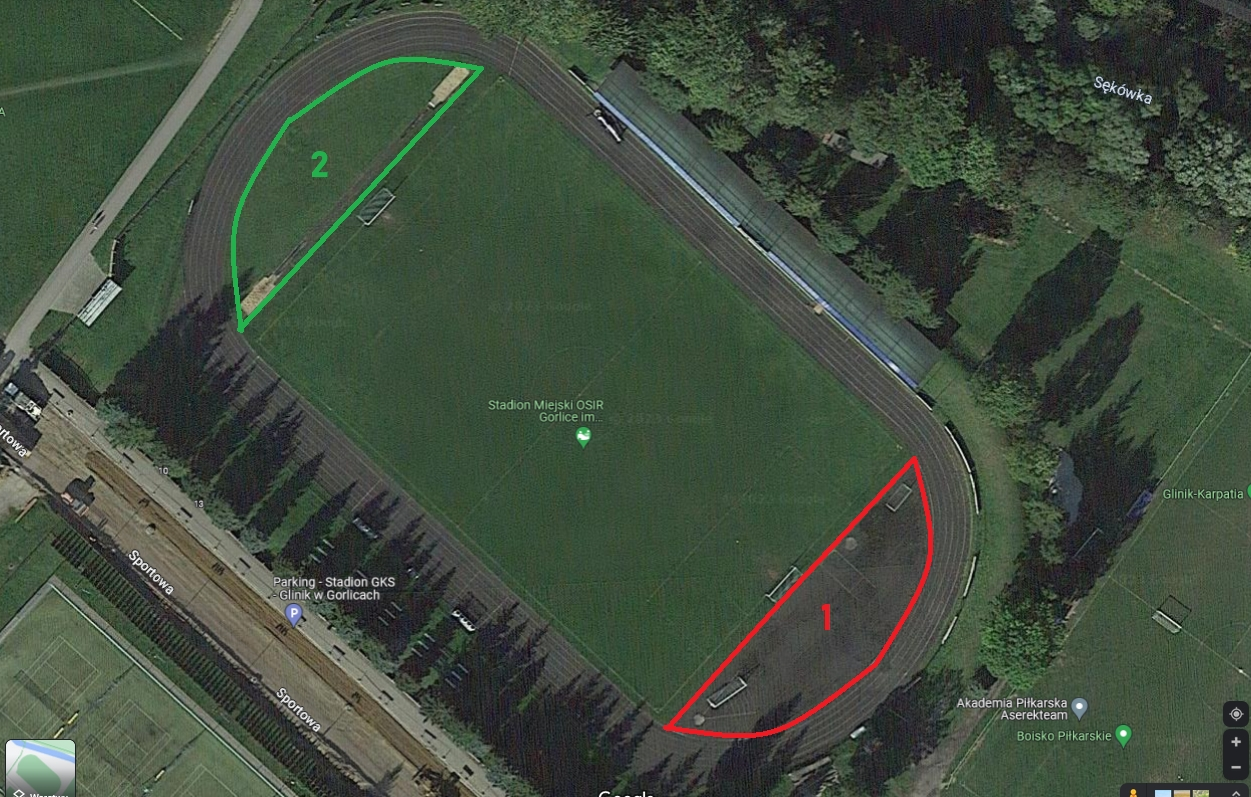 Sękówka
A
2
Stadion Miejski OSIR
Gorlice im...
10
13
Glinik-Karpatia
Sportowa
Parking - Stadion GKS
- Glinik w Gorlicach
P
1
Sportowa
Akademia Piłkarska
Aserekteam
Boisko Piłkarskie